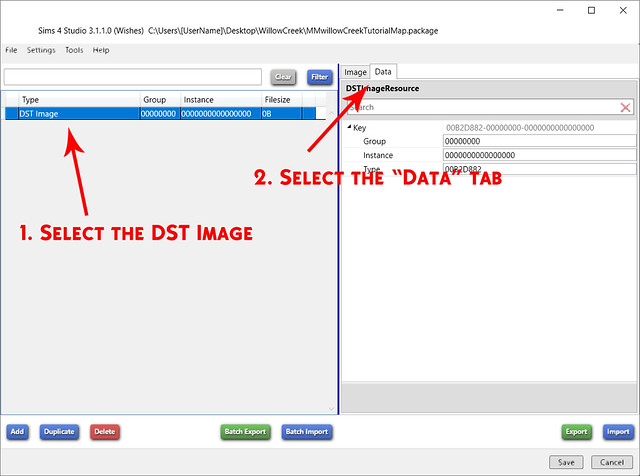 Sims 4 Studio 3.1.1.0 (Wishes) C:\Users\[UserName]\Desktop\WillowCreek\MMwillowCreekTutorialMap.package
File Settings Tools Help
Clear Filter
Image Data
DSTImageResource
Search
Type Group Instance Filesize
DST Image 00000000 0000000000000000 0B
Key 00B2D882-00000000-0000000000000000
Group 00000000
Instance 0000000000000000
Type 00B2D882
1. Select the DST Image
2. Select the “Data” tab
Add Duplicate Delete Batch Export Batch Import Export Import
Save Cancel